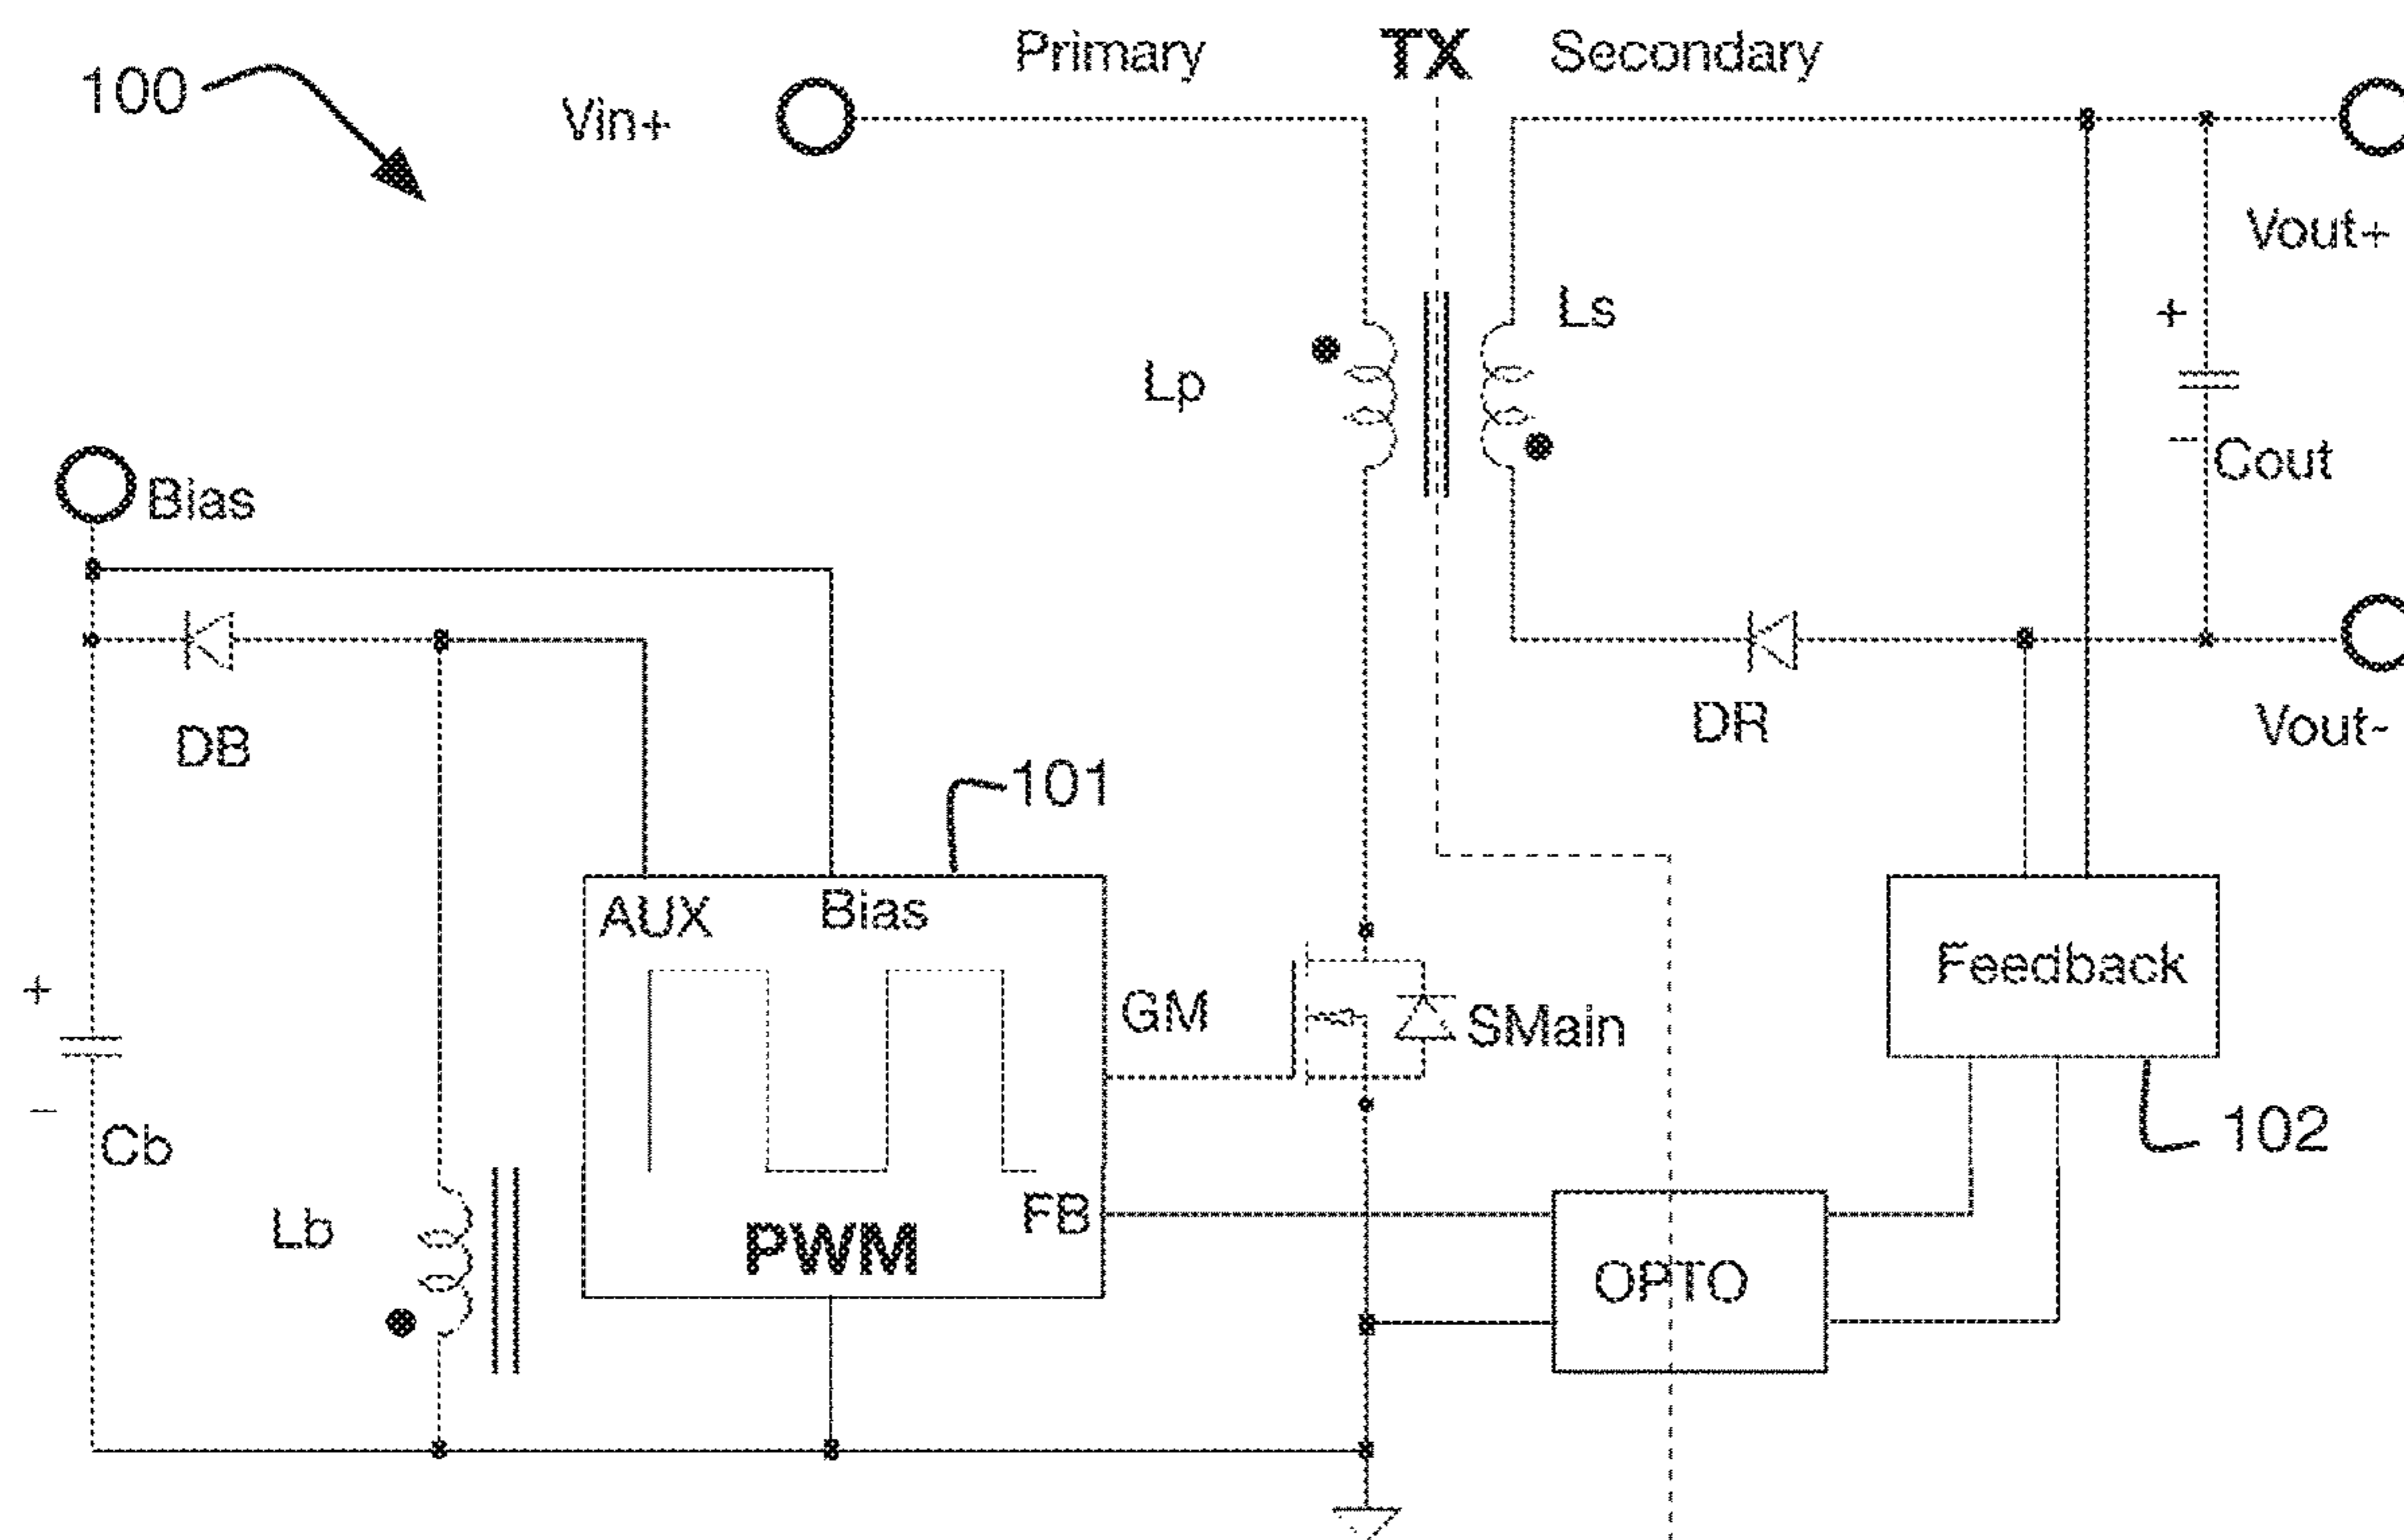 Primary TX Secondary
100
Vin+
Vout+
Ls
+
Lp
-
Cout
Bias
DB
DR
Vout-
101
AUX Bias
GM
Feedback
SMain
+
-
Cb
102
Lb
FB
PWM
OPTO